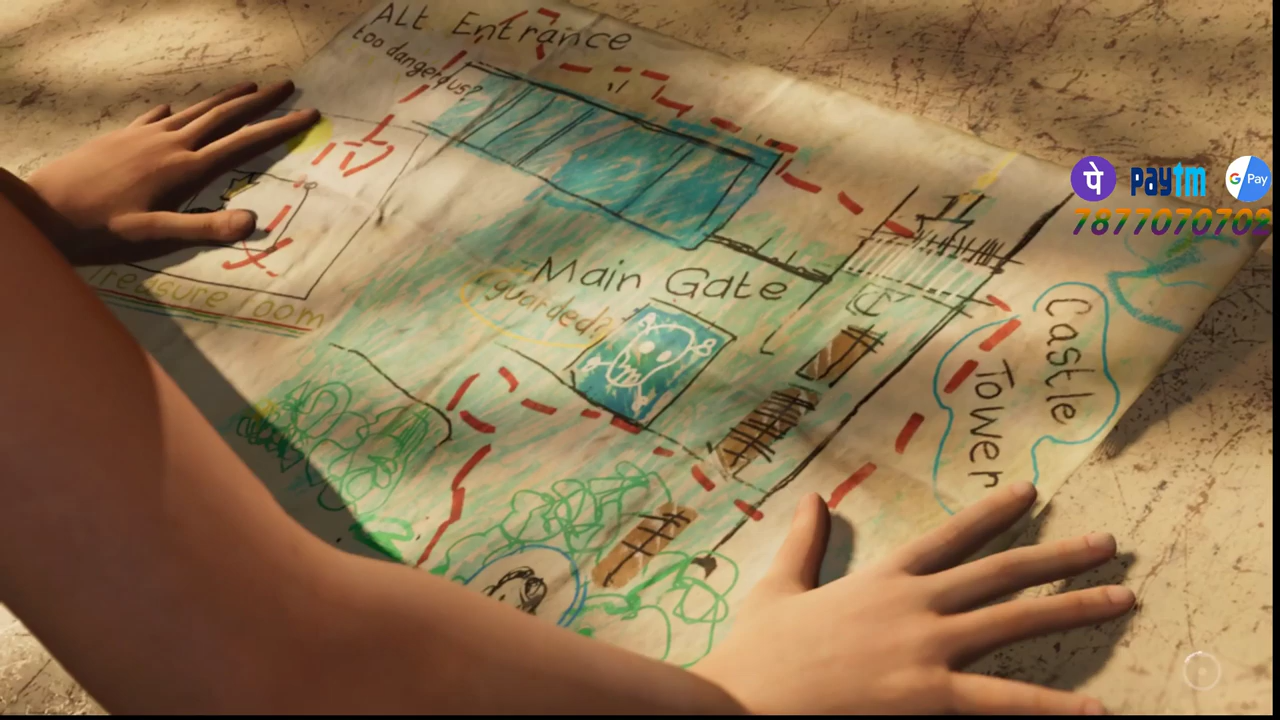 ALt Entrance
too dangerous?
पे
paytm
G Pay
7877070702
Main Gate
(guarded?)
Treasure room
Castle
Tower